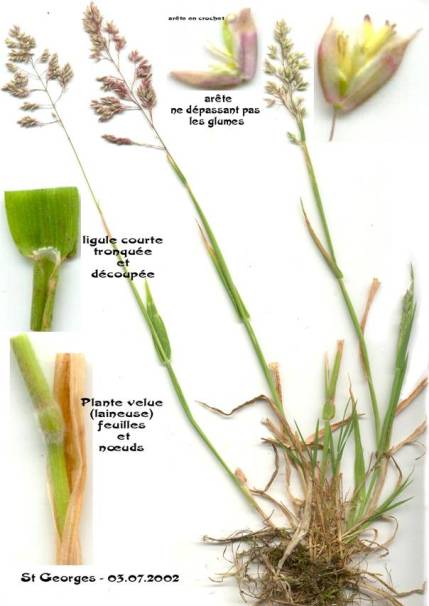 arête en crochet
arête
ne dépassant pas
les glumes
ligule courte
tronquée
et
découpée
Plante velue
(laineuse)
feuilles
et
nœuds
St Georges - 03.07.2002